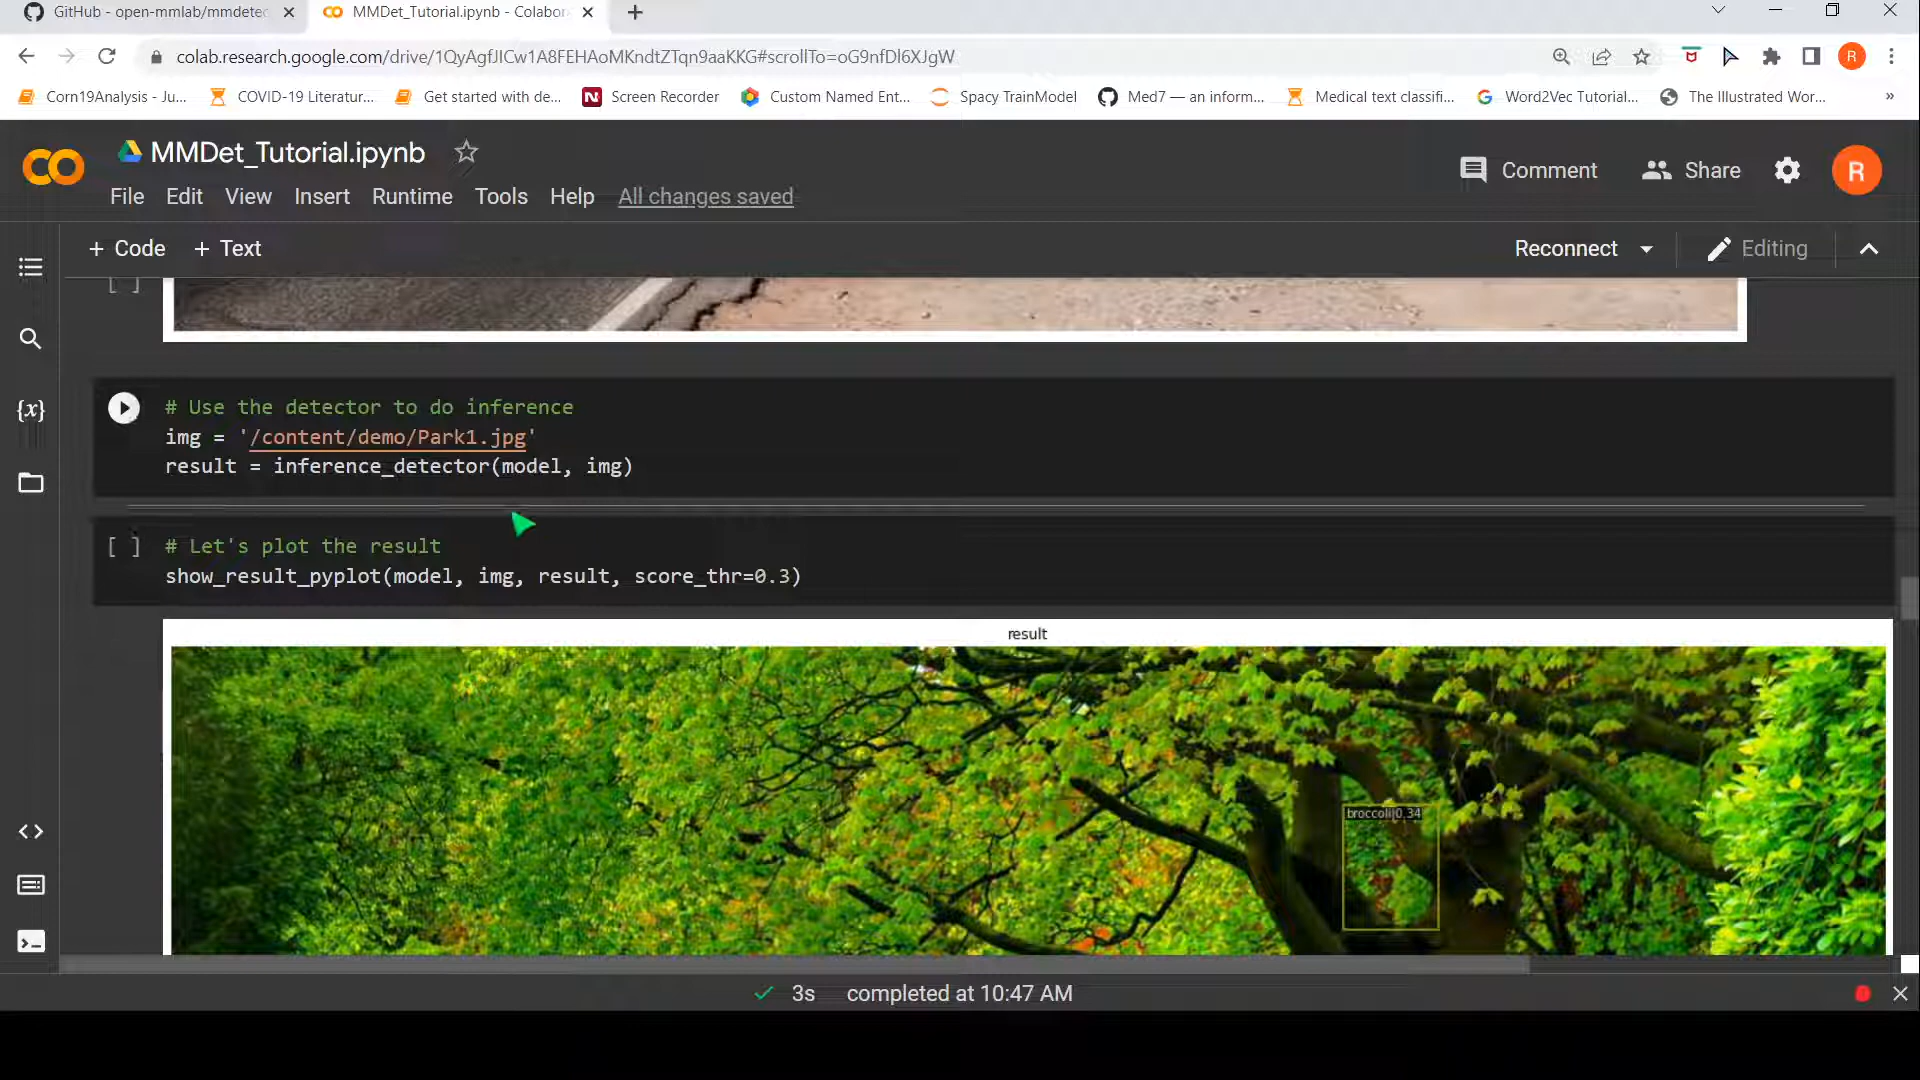 GitHub - open-mmlab/mmdetec
MMDet_Tutorial.ipynb - Colabor
colab.research.google.com/drive/1QyAgfJICw1A8FEHAoMKndtZTqn9aaKKG#scrollTo=oG9nfDl6XJgW
R
Corn19Analysis - Ju...
COVID-19 Literatur...
Get started with de...
N
Screen Recorder
Custom Named Ent...
Spacy TrainModel
Med7 — an inform...
Medical text classifi...
G
Word2Vec Tutorial...
The Illustrated Wor...
»
MMDet_Tutorial.ipynb
Comment
Share
R
File Edit View Insert Runtime Tools Help All changes saved
+ Code + Text
Reconnect
Editing
[ ]
{x}
# Use the detector to do inference
img = '/content/demo/Park1.jpg'
result = inference_detector(model, img)
[ ] # Let's plot the result
show_result_pyplot(model, img, result, score_thr=0.3)
result
broccoli|0.34
3s completed at 10:47 AM